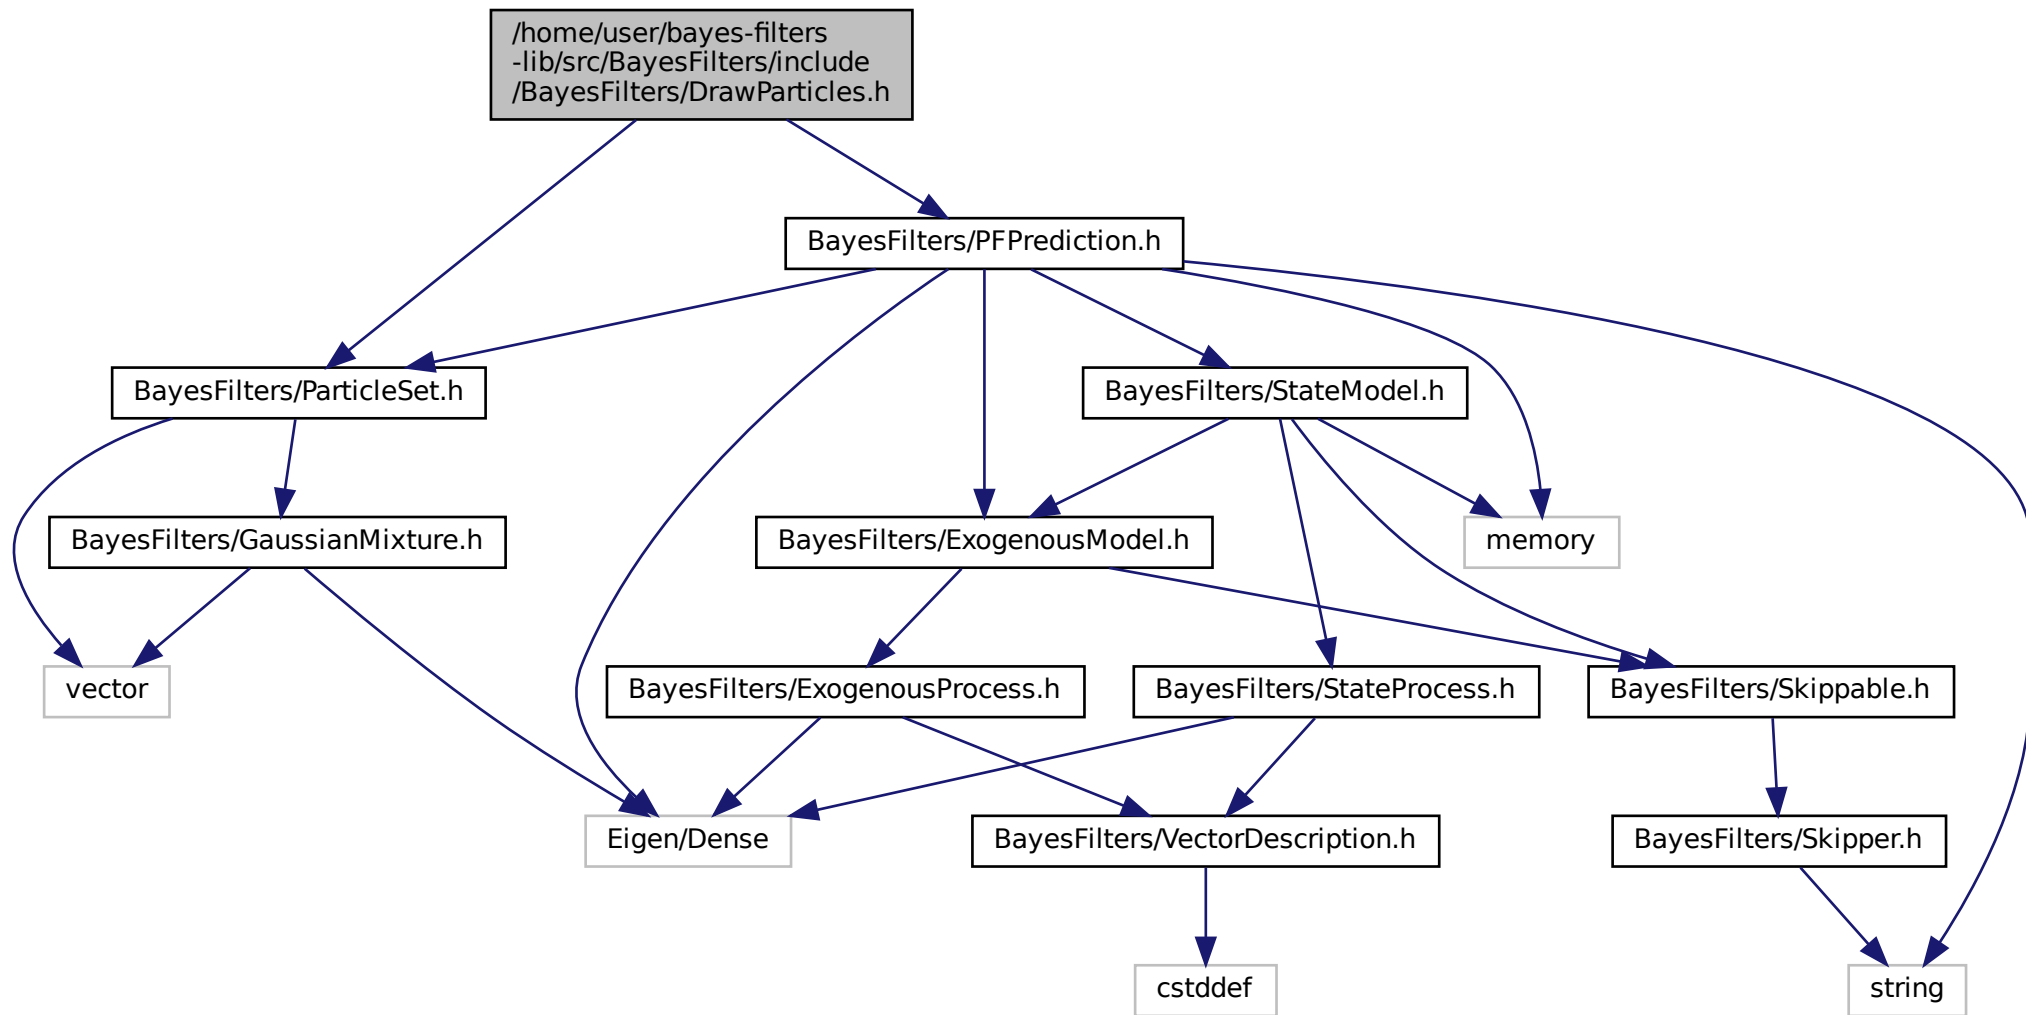 /home/user/bayes-filters
-lib/src/BayesFilters/include
/BayesFilters/DrawParticles.h
BayesFilters/PFPrediction.h
BayesFilters/ParticleSet.h
BayesFilters/StateModel.h
BayesFilters/GaussianMixture.h
BayesFilters/ExogenousModel.h
memory
vector
BayesFilters/ExogenousProcess.h
BayesFilters/StateProcess.h
BayesFilters/Skippable.h
Eigen/Dense
BayesFilters/VectorDescription.h
BayesFilters/Skipper.h
cstddef
string